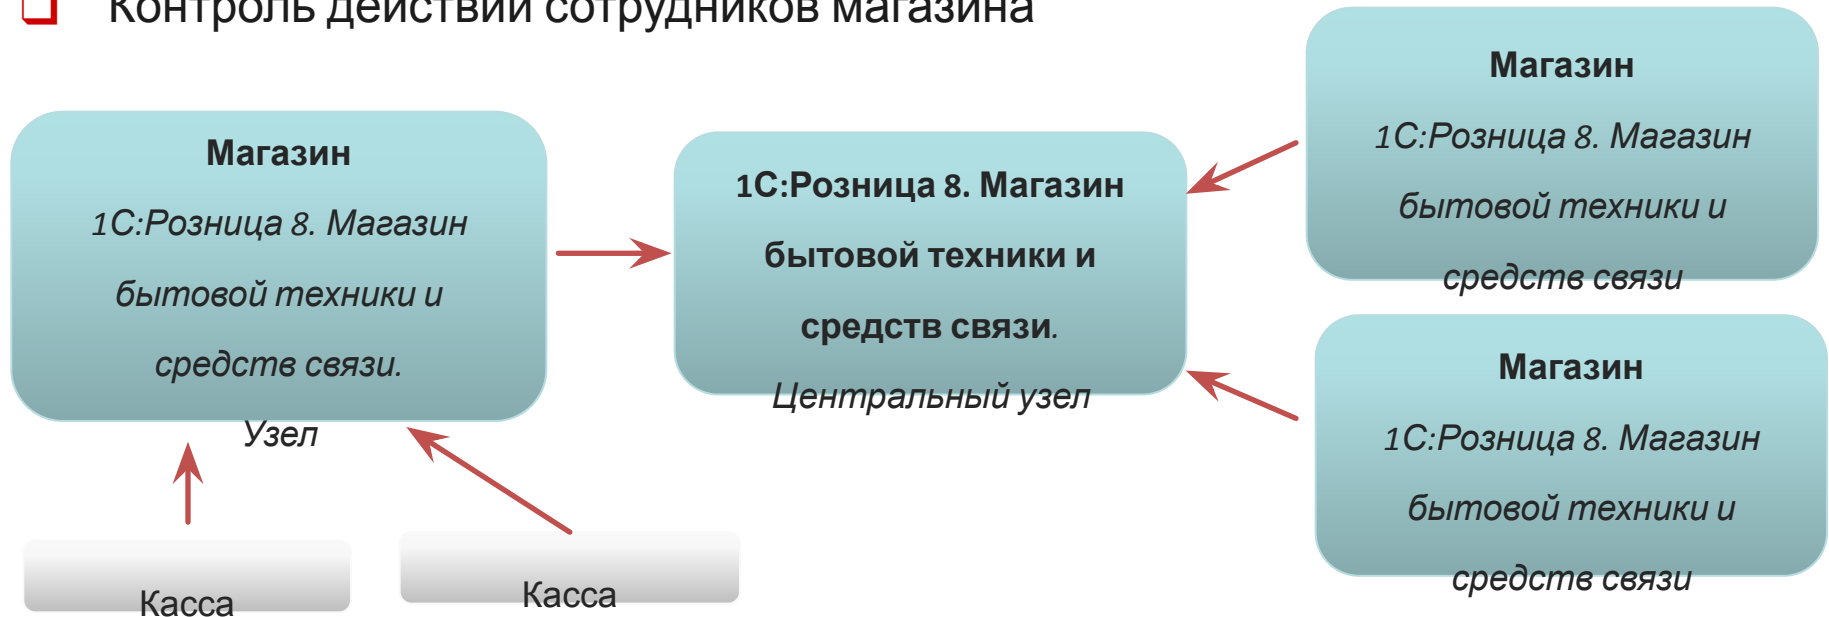 Контроль действий сотрудников магазина
Магазин
1С:Розница 8. Магазин
бытовой техники и
средств связи.
Узел
1С:Розница 8. Магазин
бытовой техники и
средств связи.
Центральный узел
Магазин
1С:Розница 8. Магазин
бытовой техники и
средств связи
Магазин
1С:Розница 8. Магазин
бытовой техники и
средств связи
Касса
Касса